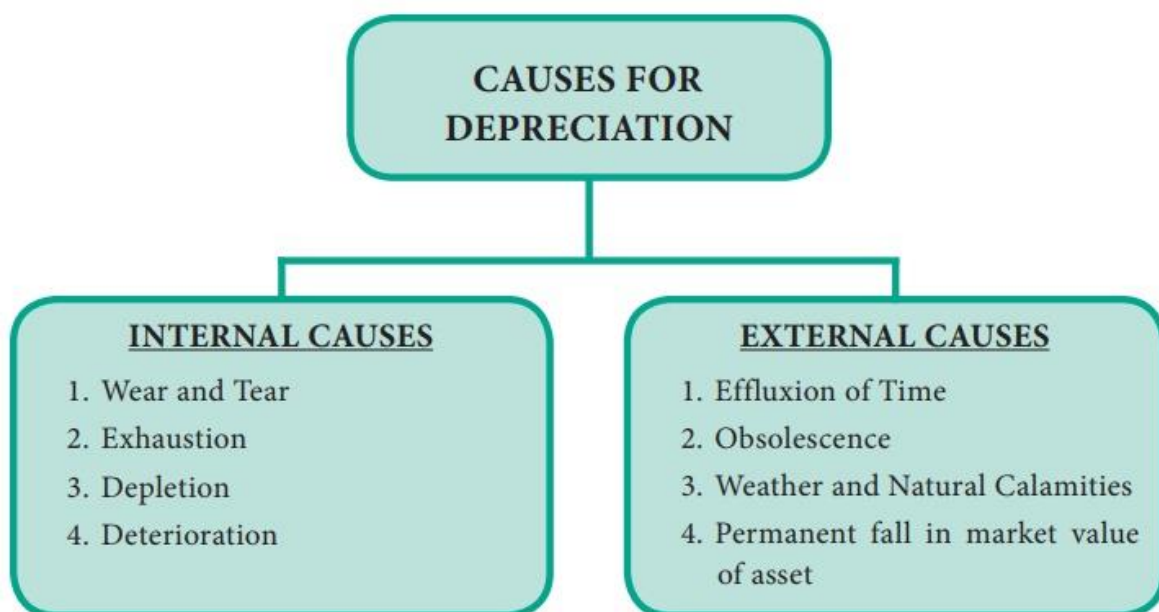 CAUSES FOR
DEPRECIATION
INTERNAL CAUSES
1. Wear and Tear
2. Exhaustion
3. Depletion
4. Deterioration
EXTERNAL CAUSES
1. Effluxion of Time
2. Obsolescence
3. Weather and Natural Calamities
4. Permanent fall in market value
of asset